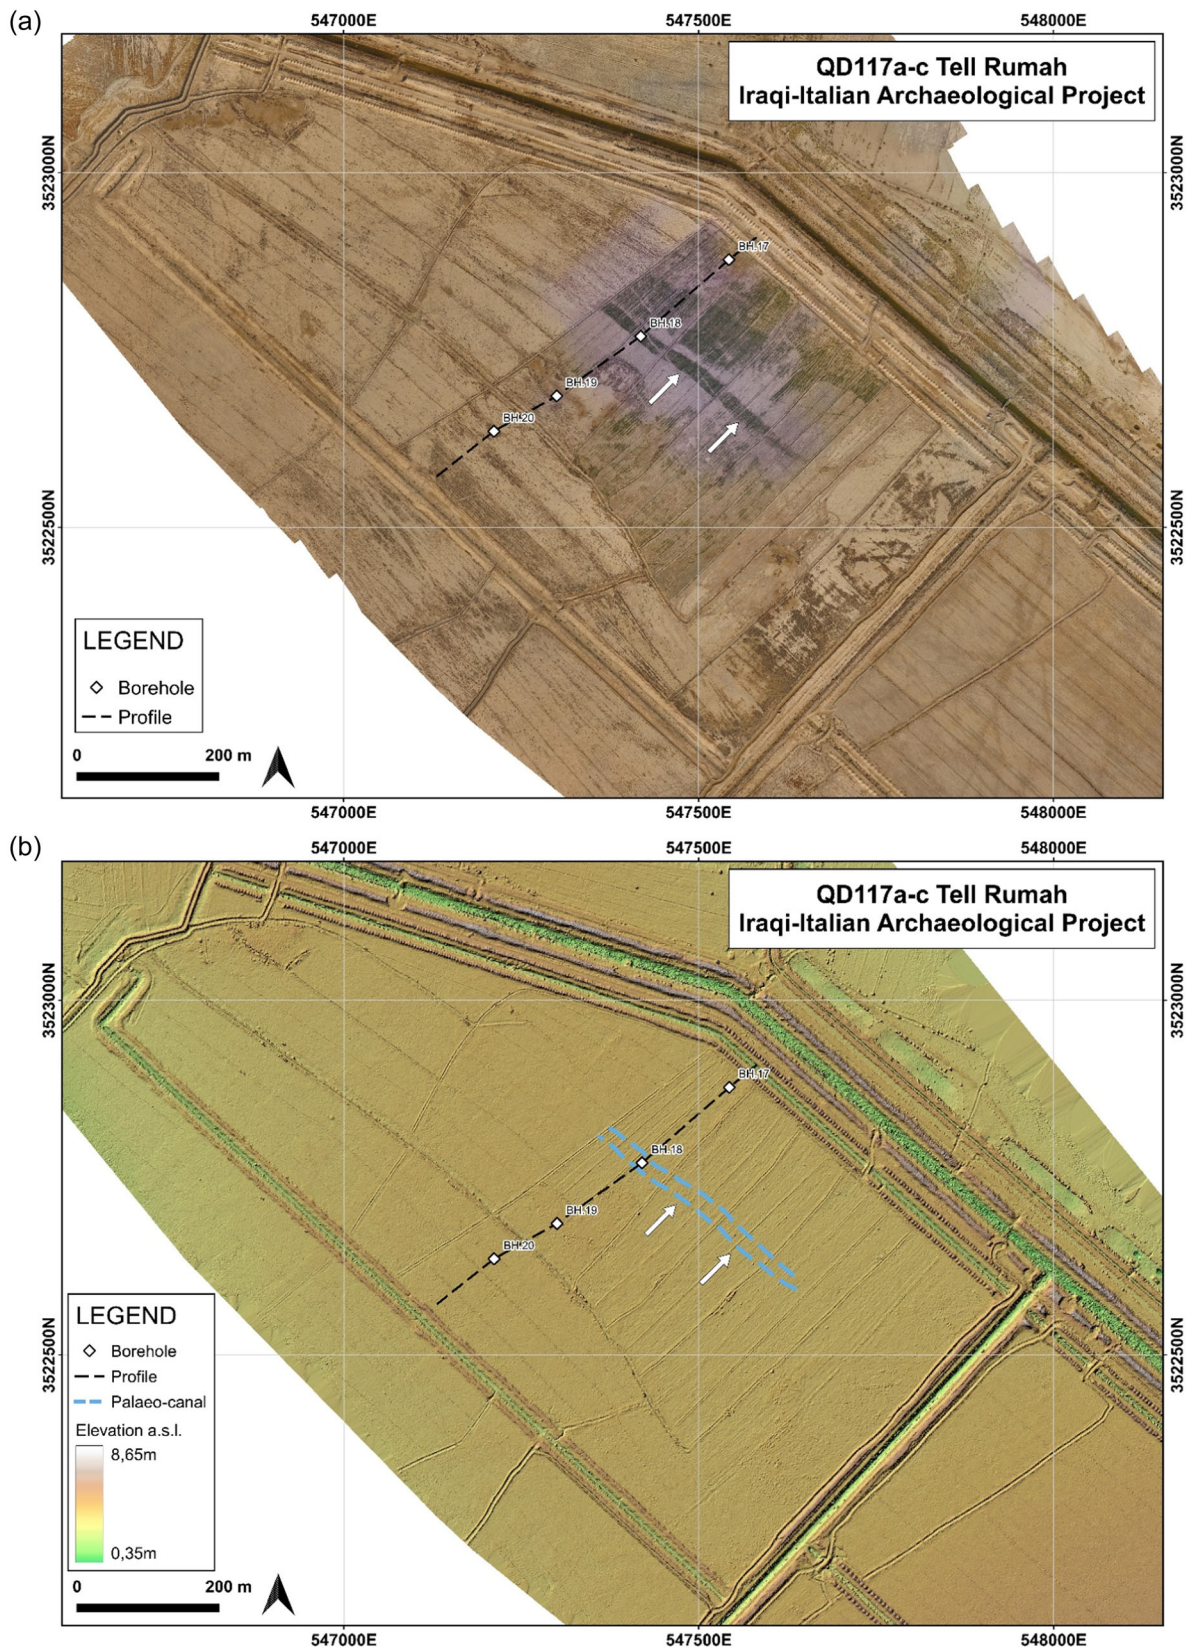 (a)
547000E 547500E 548000E
QD117a-c Tell Rumah
Iraqi-Italian Archaeological Project
3523000N
3523000N
BH.17
BH.18
BH.19
BH.20
3522500N
3522500N
LEGEND
Borehole
Profile
0 200 m
547000E 547500E 548000E
(b)
547000E 547500E 548000E
QD117a-c Tell Rumah
Iraqi-Italian Archaeological Project
3523000N
3523000N
BH.17
BH.18
BH.19
BH.20
3522500N
3522500N
LEGEND
Borehole
Profile
Palaeo-canal
Elevation a.s.l.
8,65m
0,35m
0 200 m
547000E 547500E 548000E